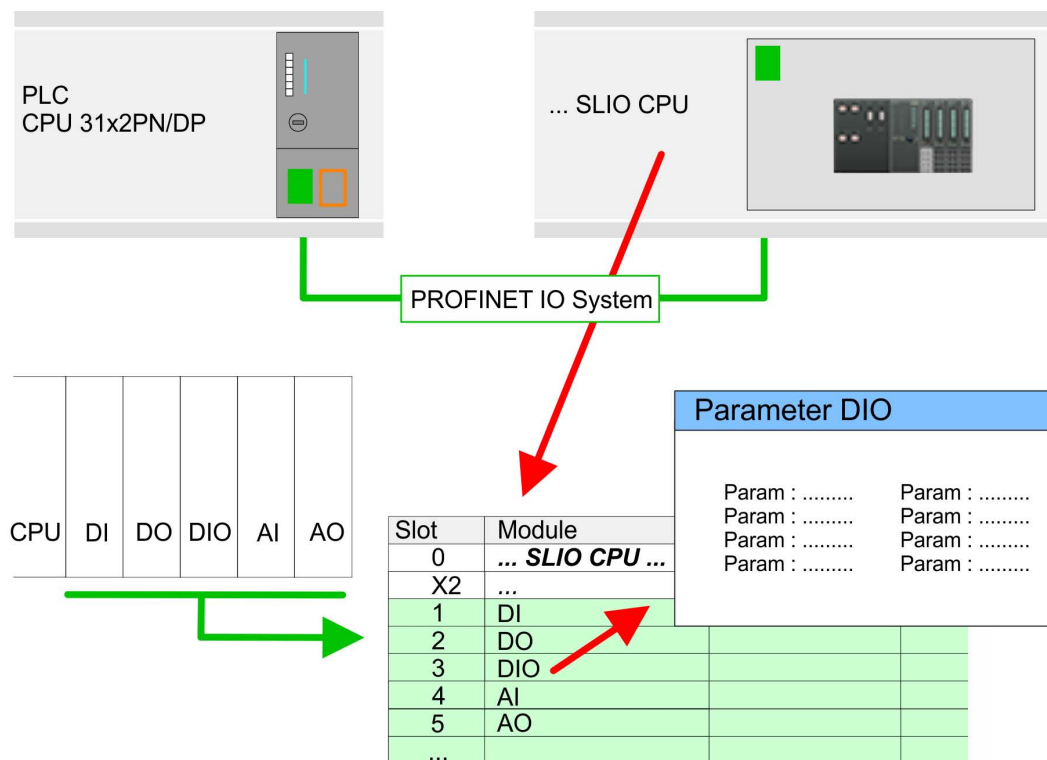 PLC
CPU 31x2PN/DP
... SLIO CPU
PROFINET IO System
CPU DI DO DIO AI AO
Parameter DIO
Param : ......... Param : .........
Param : ......... Param : .........
Param : ......... Param : .........
Param : ......... Param : .........
Slot Module
0 ... SLIO CPU ...
X2 ...
1 DI
2 DO
3 DIO
4 AI
5 AO
...